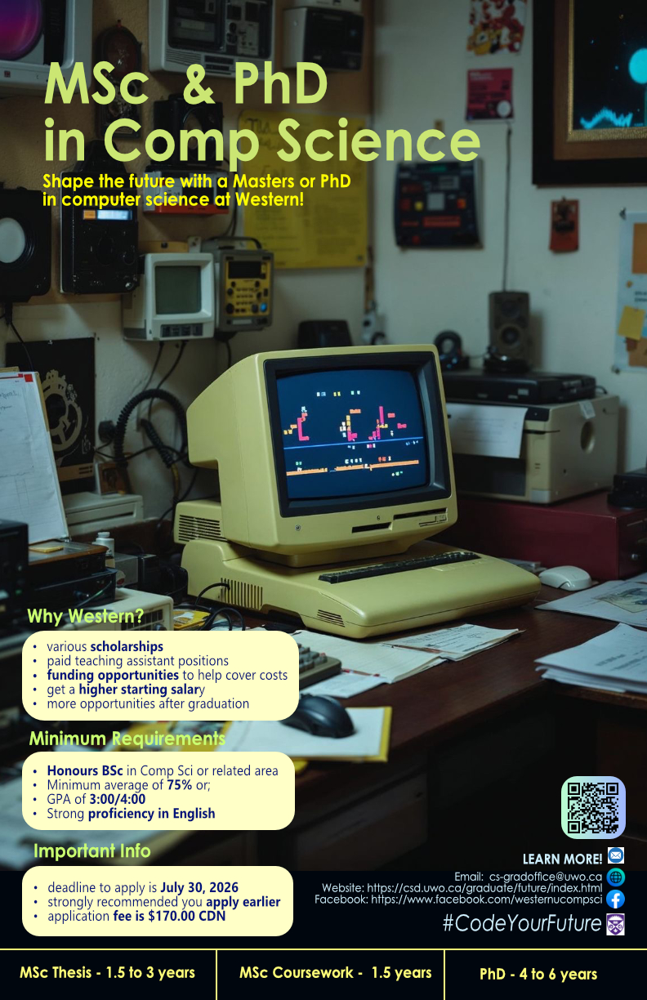 MSc & PhD
in Comp Science
Shape the future with a Masters or PhD
in computer science at Western!
Why Western?
• various scholarships
• paid teaching assistant positions
• funding opportunities to help cover costs
• get a higher starting salary
• more opportunities after graduation
Minimum Requirements
• Honours BSc in Comp Sci or related area
• Minimum average of 75% or;
• GPA of 3:00/4:00
• Strong proficiency in English
Important Info
• deadline to apply is July 30, 2026
• strongly recommended you apply earlier
• application fee is $170.00 CDN
LEARN MORE!
Email: cs-gradoffice@uwo.ca
Website: https://csd.uwo.ca/graduate/future/index.html
Facebook: https://www.facebook.com/westernucompsci
#CodeYourFuture
MSc Thesis - 1.5 to 3 years
MSc Coursework - 1.5 years
PhD - 4 to 6 years